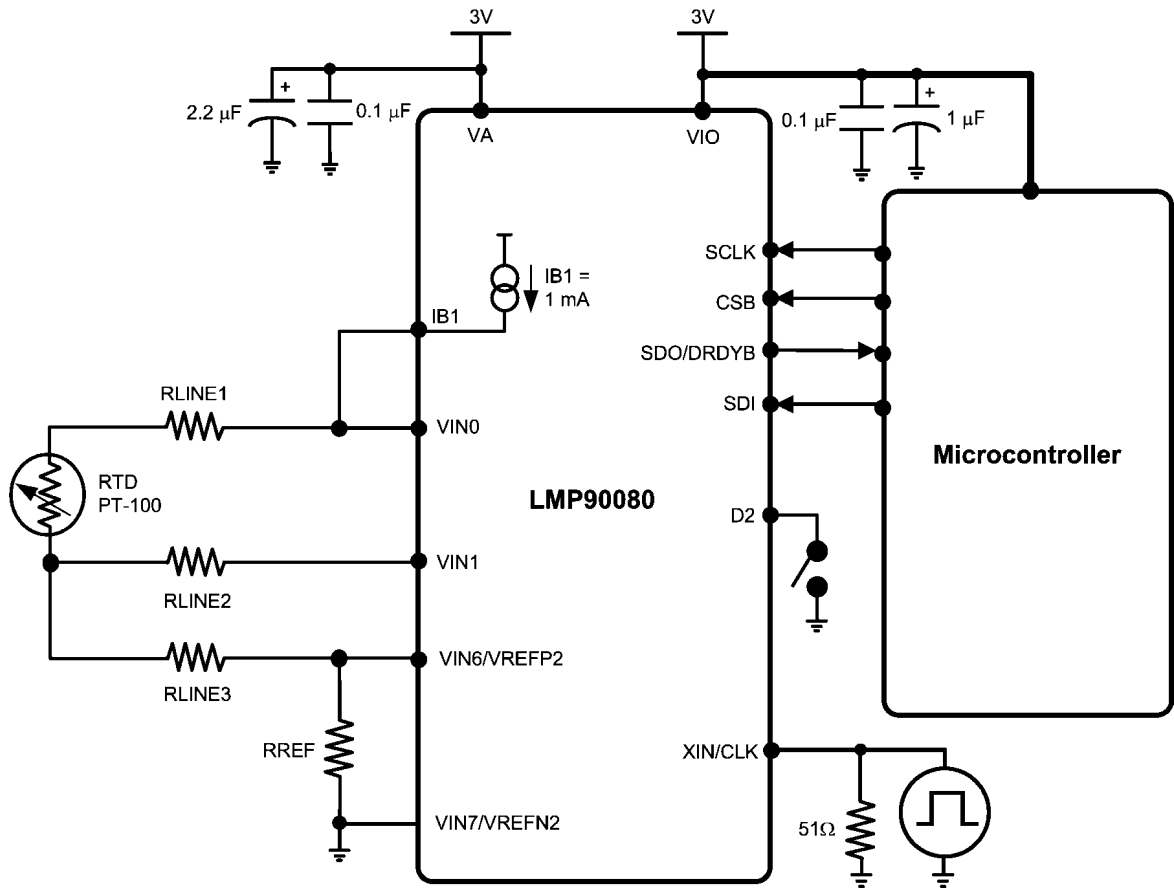 3V
3V
2.2 µF
+
0.1 µF
VA
VIO
0.1 µF
+
1 µF
SCLK
IB1 =
1 mA
CSB
IB1
SDO/DRDYB
RLINE1
SDI
VIN0
Microcontroller
RTD
PT-100
LMP90080
D2
VIN1
RLINE2
VIN6/VREFP2
RLINE3
RREF
XIN/CLK
VIN7/VREFN2
51Ω